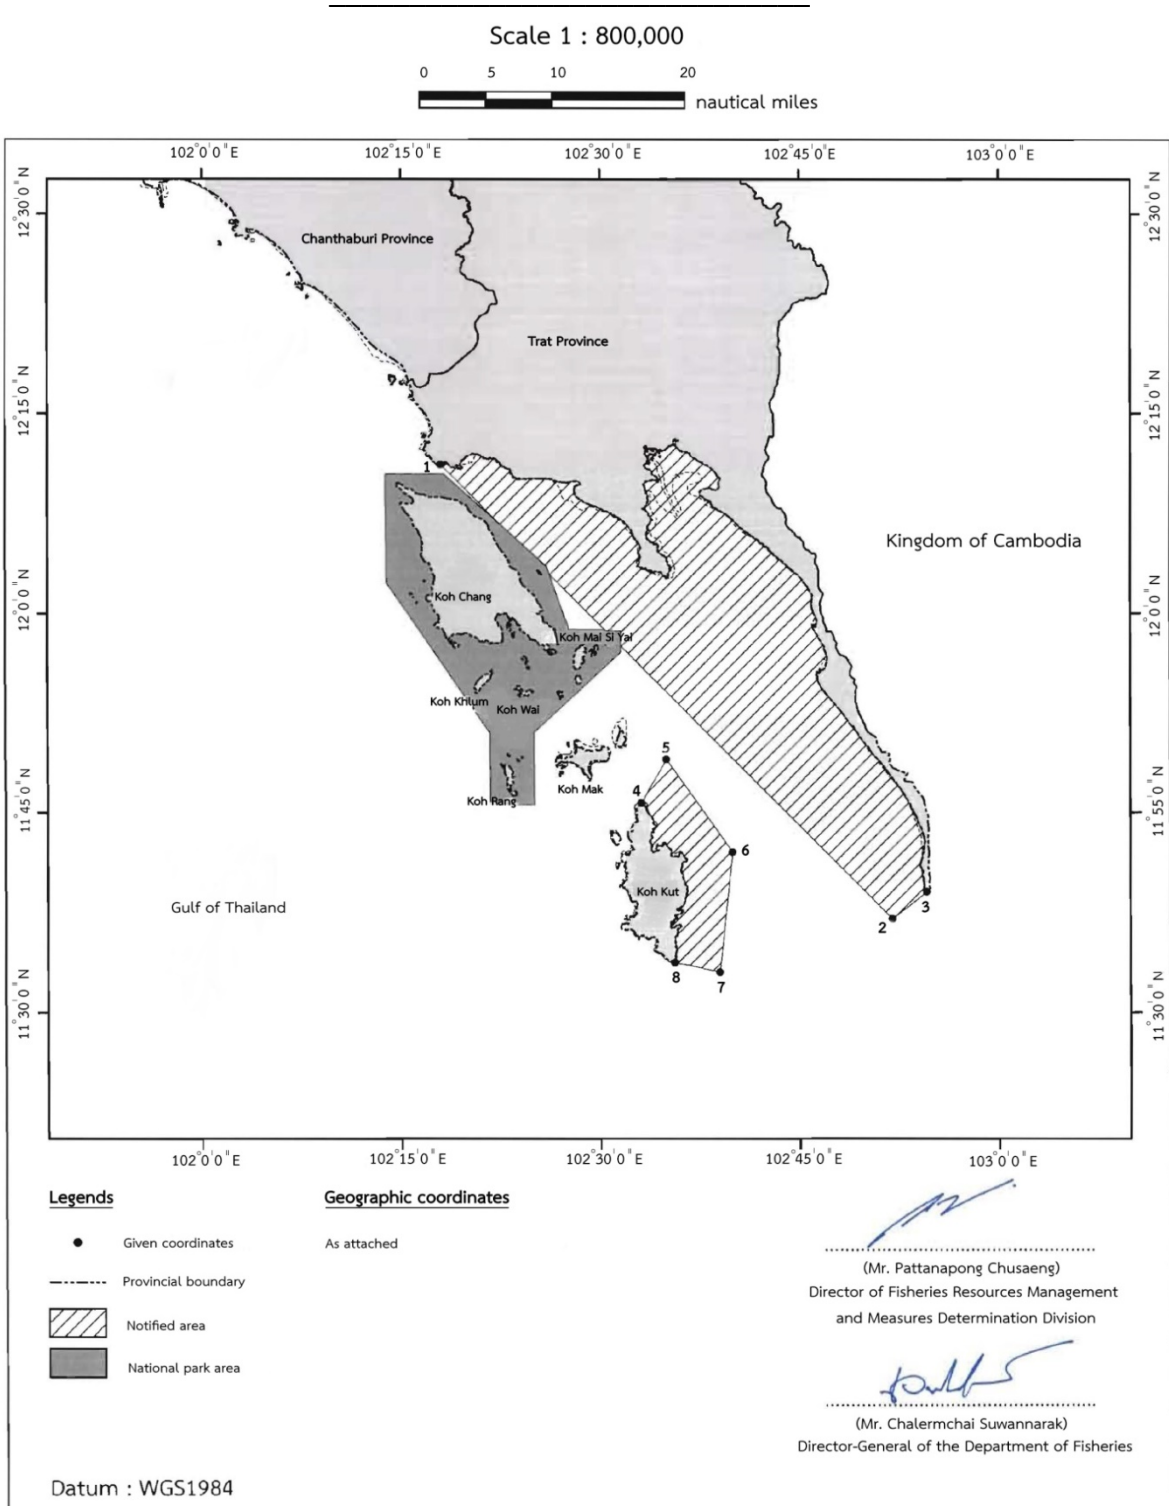 Scale 1 : 800,000
0 5 10 20
nautical miles
102°0'0"E 102°15'0"E 102°30'0"E 102°45'0"E 103°0'0"E
12°30'0"N 12°30'0"N
Chanthaburi Province
Trat Province
12°15'0"N 12°15'0"N
1
Kingdom of Cambodia
12°0'0"N 12°0'0"N
Koh Chang
Koh Mai Si Yai
Koh Khlum
Koh Wai
5
Koh Mak
4
Koh Rang
11°45'0"N 11°55'0"N
6
Koh Kut
Gulf of Thailand
3
2
8
7
11°30'0"N 11°30'0"N
102°0'0"E 102°15'0"E 102°30'0"E 102°45'0"E 103°0'0"E
Legends
Given coordinates
Provincial boundary
Notified area
National park area
Geographic coordinates
As attached
(Mr. Pattanapong Chusaeng)
Director of Fisheries Resources Management
and Measures Determination Division
(Mr. Chalermchai Suwannarak)
Director-General of the Department of Fisheries
Datum : WGS1984